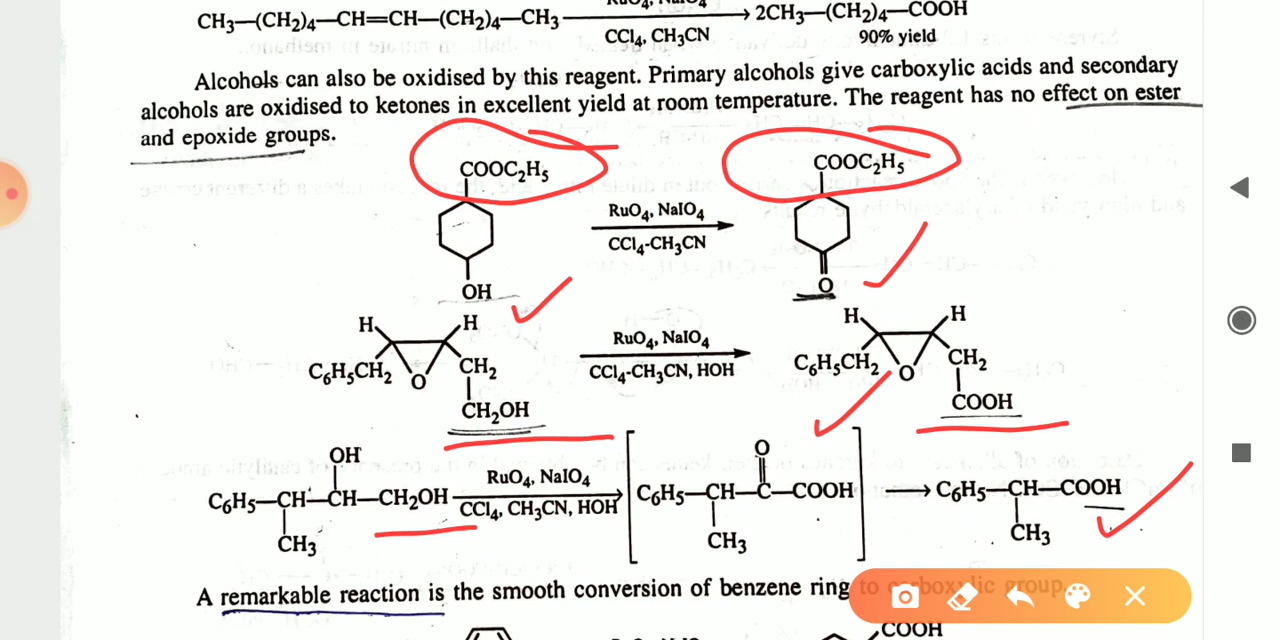 RuO4, NaIO4
CH3—(CH2)4—CH=CH—(CH2)4—CH3 → 2CH3—(CH2)4—COOH
CCl4, CH3CN 90% yield
Alcohols can also be oxidised by this reagent. Primary alcohols give carboxylic acids and secondary
alcohols are oxidised to ketones in excellent yield at room temperature. The reagent has no effect on ester
and epoxide groups.
COOC2H5 COOC2H5
RuO4, NaIO4
CCl4-CH3CN
OH O
H H H H
RuO4, NaIO4
C6H5CH2 O CH2 CCl4-CH3CN, HOH C6H5CH2 O CH2
CH2OH COOH
OH O
RuO4, NaIO4
C6H5—CH—CH—CH2OH → C6H5—CH—C—COOH → C6H5—CH—COOH
CCl4, CH3CN, HOH
CH3 CH3 CH3
A remarkable reaction is the smooth conversion of benzene ring to carboxylic group
COOH